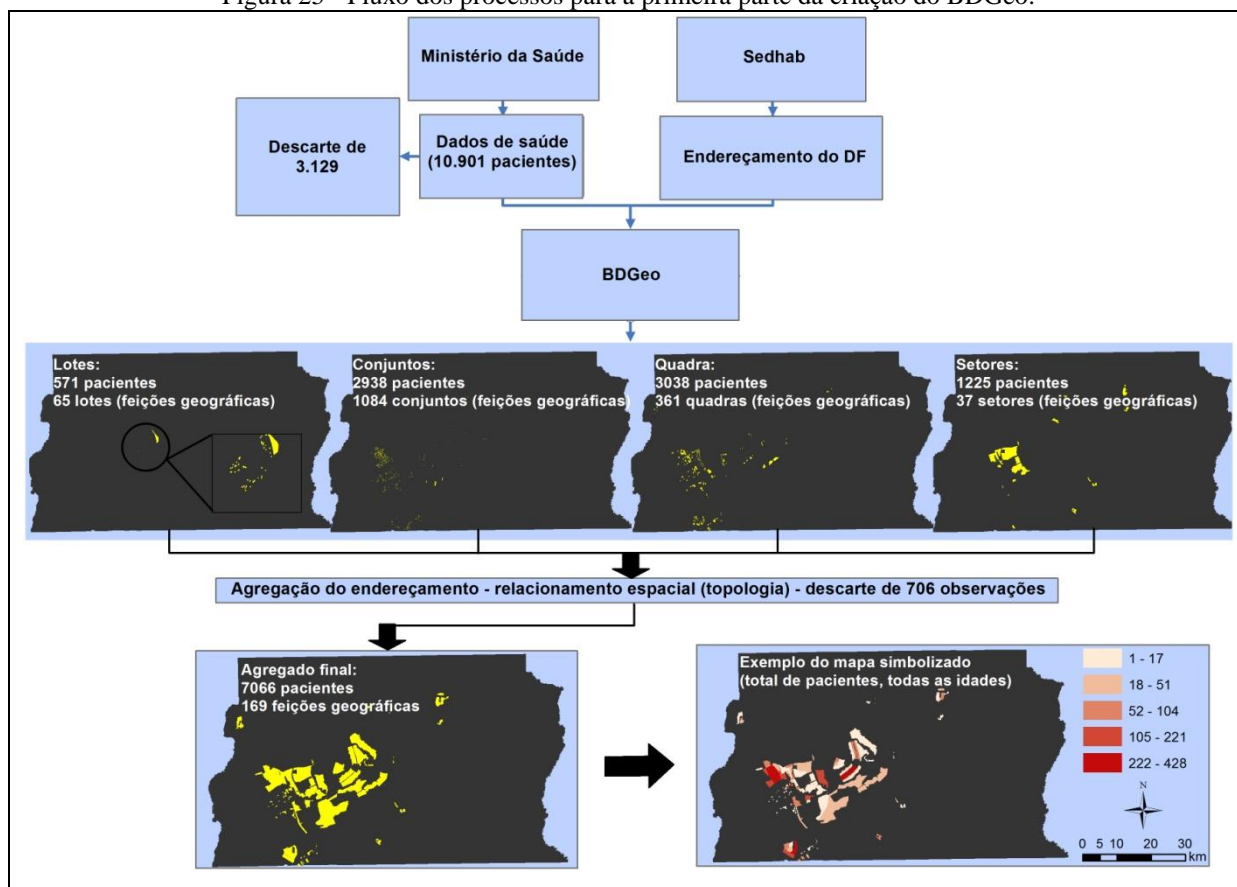 Figura 25 - Fluxo dos processos para a primeira parte da criação do BDGeo.
Ministério da Saúde
Sedhab
Descarte de
3.129
Dados de saúde
(10.901 pacientes)
Endereçamento do DF
BDGeo
Lotes:
571 pacientes
65 lotes (feições geográficas)
Conjuntos:
2938 pacientes
1084 conjuntos (feições geográficas)
Quadra:
3038 pacientes
361 quadras (feições geográficas)
Setores:
1225 pacientes
37 setores (feições geográficas)
Agregação do endereçamento - relacionamento espacial (topologia) - descarte de 706 observações
Agregado final:
7066 pacientes
169 feições geográficas
Exemplo do mapa simbolizado
(total de pacientes, todas as idades)
1 - 17
18 - 51
52 - 104
105 - 221
222 - 428
N
0 5 10 20 30
km